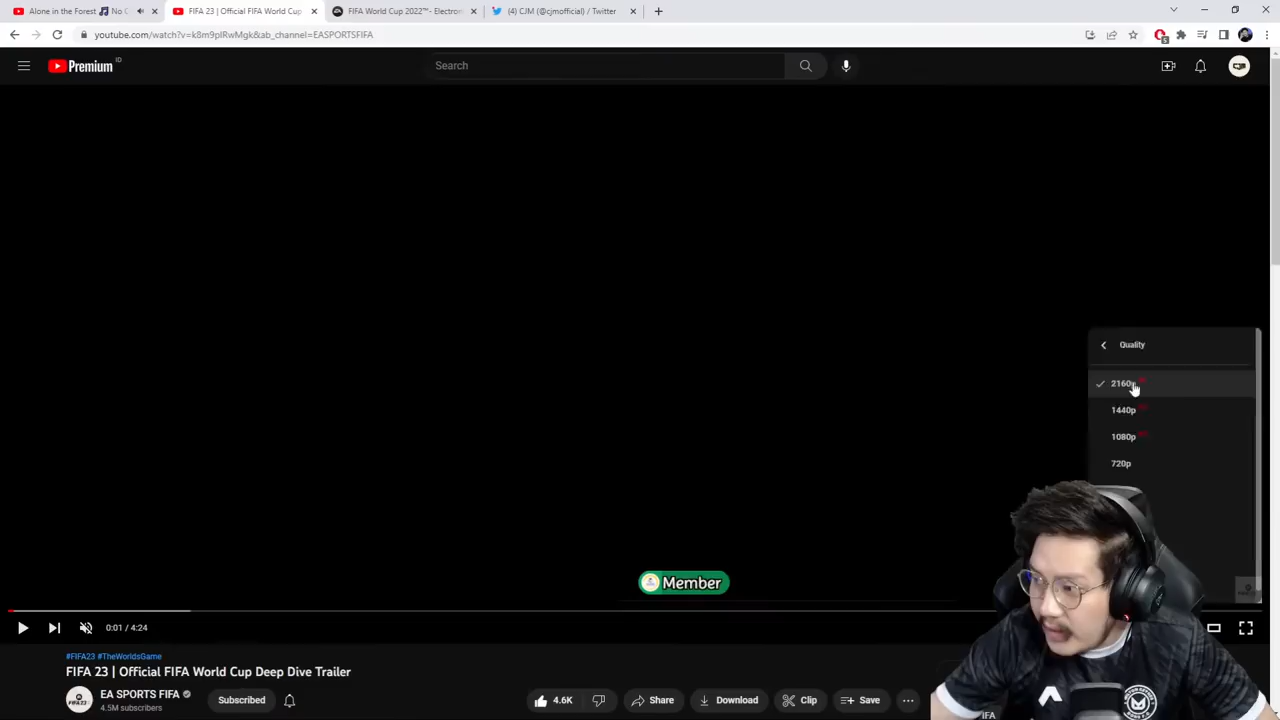 Alone in the Forest 🎵 No C
FIFA 23 | Official FIFA World Cup
FIFA World Cup 2022™- Electron
(4) CJM (@cjmofficial) / Twitter
youtube.com/watch?v=k8m9pIRwMgk&ab_channel=EASPORTSFIFA
Premium ID
Search
Quality
2160p
1440p
1080p
720p
Member
0:01 / 4:24
#FIFA23 #TheWorldsGame
FIFA 23 | Official FIFA World Cup Deep Dive Trailer
EA SPORTS FIFA
4.5M subscribers
Subscribed
4.6K
Share
Download
Clip
Save